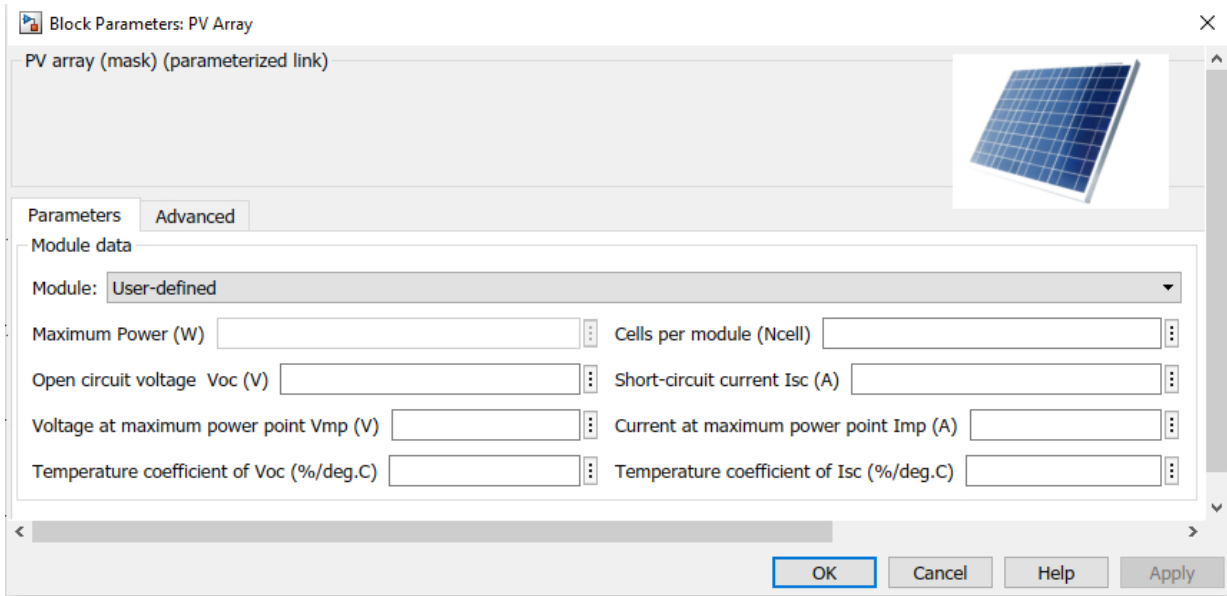 Block Parameters: PV Array
PV array (mask) (parameterized link)
Parameters Advanced
Module data
Module: User-defined
Maximum Power (W) Cells per module (Ncell)
Open circuit voltage Voc (V) Short-circuit current Isc (A)
Voltage at maximum power point Vmp (V) Current at maximum power point Imp (A)
Temperature coefficient of Voc (%/deg.C) Temperature coefficient of Isc (%/deg.C)
OK Cancel Help Apply